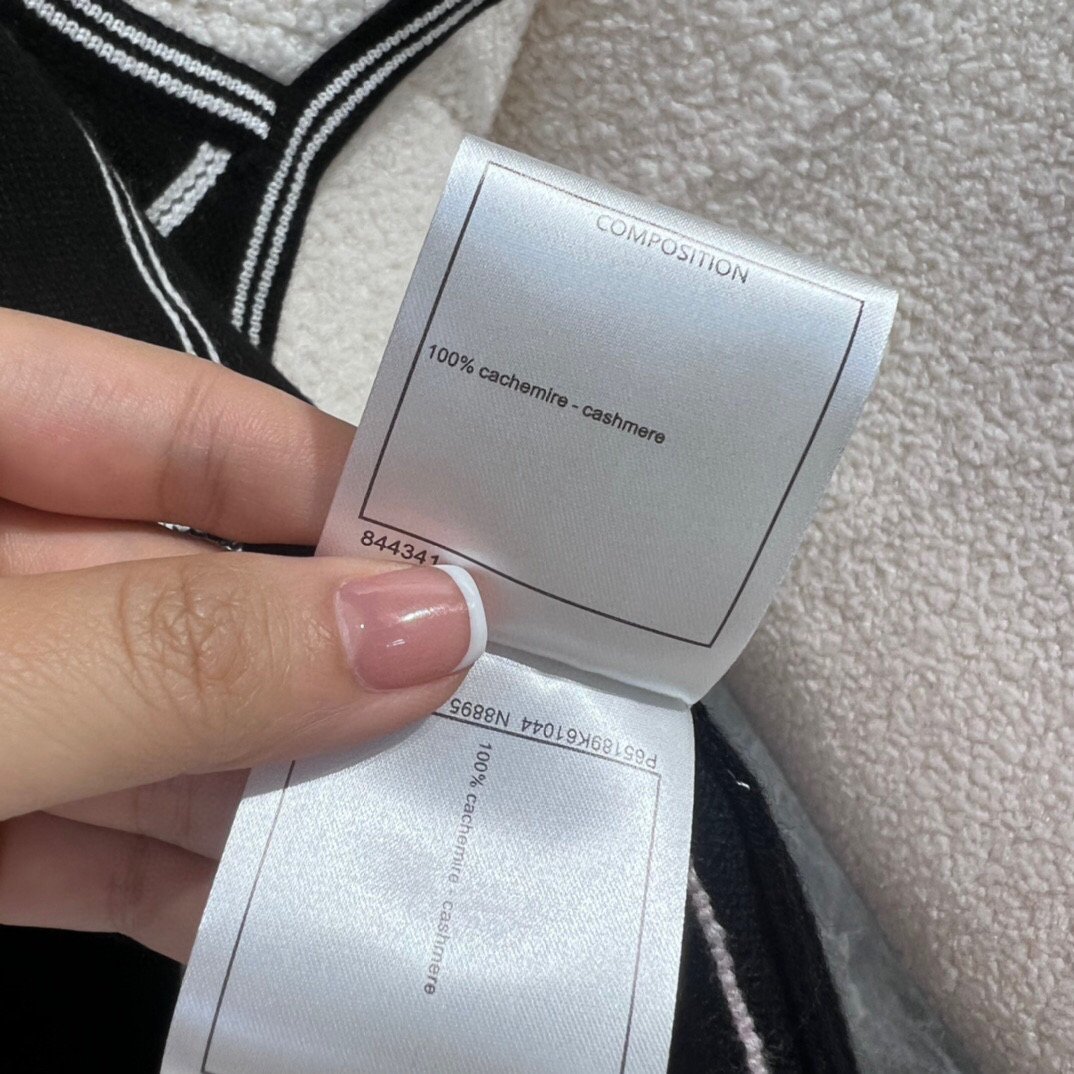 COMPOSITION
100% cachemire - cashmere
844341
P65189K61044 N8895
100% cachemire - cashmere